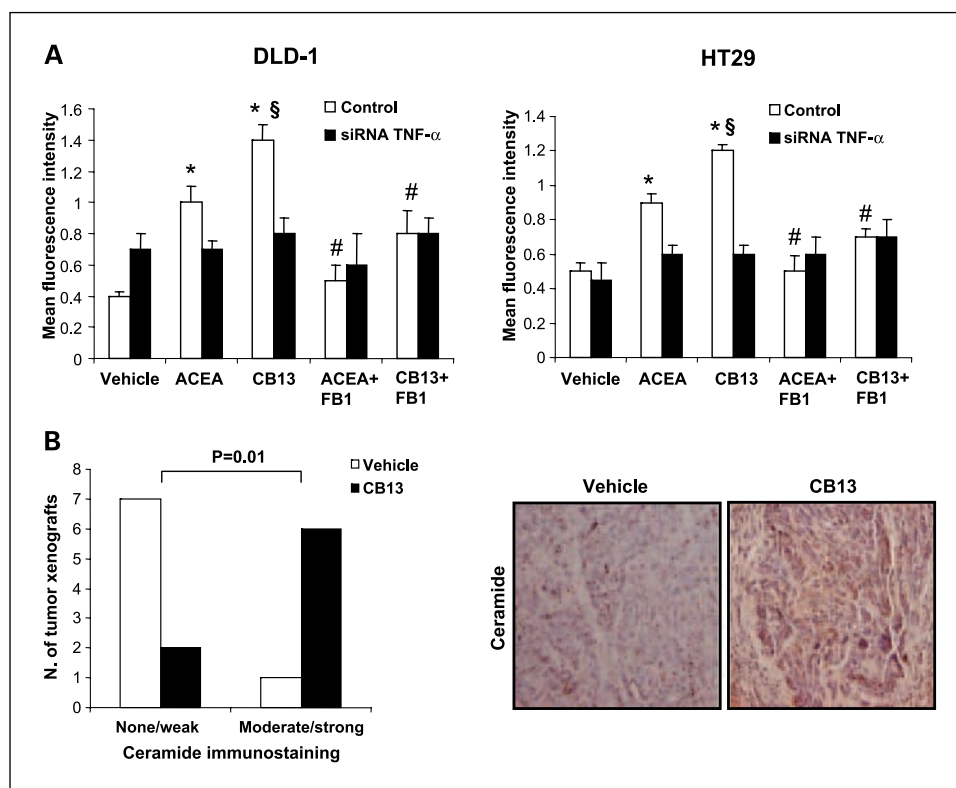 A
DLD-1
HT29
Mean fluorescence intensity
1.6
1.4
1.2
1
0.8
0.6
0.4
0.2
0
* 
* §
#
#
Control
siRNA TNF-α
Vehicle
ACEA
CB13
ACEA+
FB1
CB13+
FB1
Mean fluorescence intensity
1.4
1.2
1
0.8
0.6
0.4
0.2
0
*
* §
#
#
Control
siRNA TNF-α
Vehicle
ACEA
CB13
ACEA+
FB1
CB13+
FB1
B
P=0.01
Vehicle
CB13
N. of tumor xenografts
8
7
6
5
4
3
2
1
0
None/weak
Moderate/strong
Ceramide immunostaining
Vehicle
CB13
Ceramide